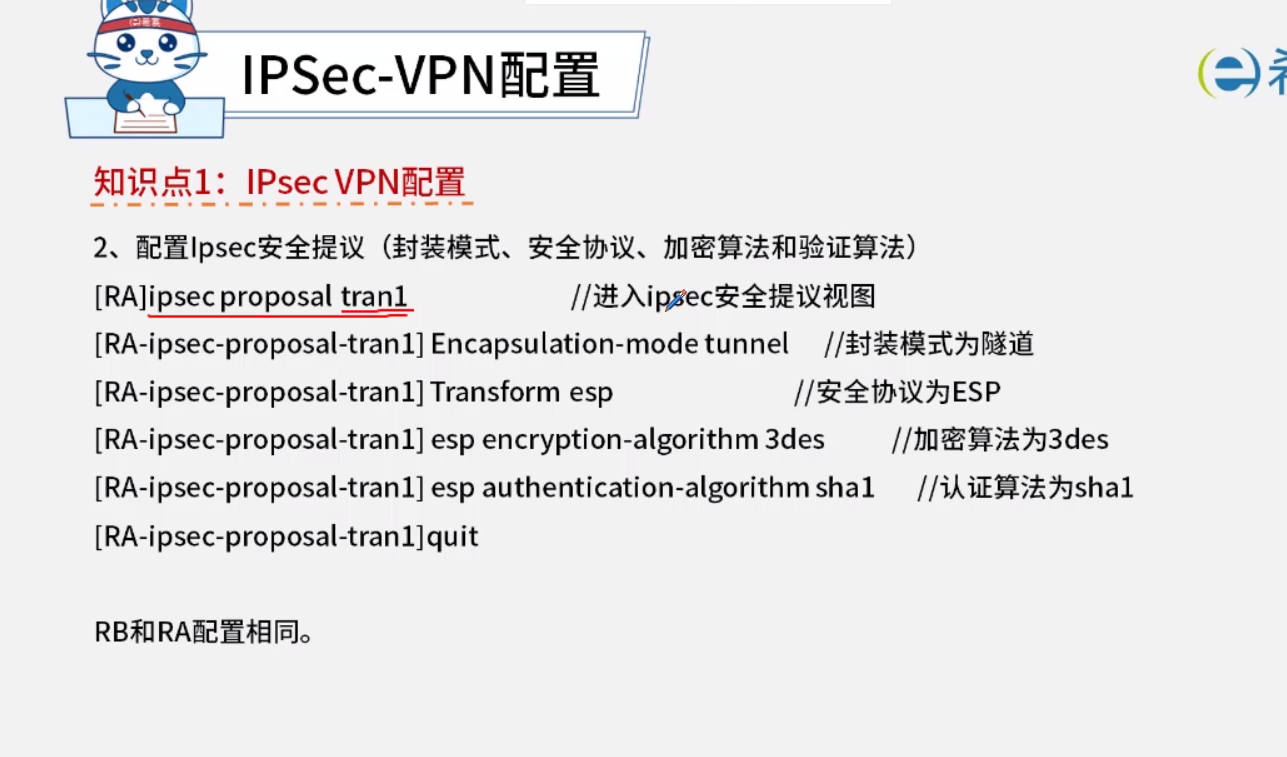 IPSec-VPN配置
知识点1：IPsec VPN配置
2、配置Ipsec安全提议（封装模式、安全协议、加密算法和验证算法）
[RA]ipsec proposal tran1 //进入ipsec安全提议视图
[RA-ipsec-proposal-tran1] Encapsulation-mode tunnel //封装模式为隧道
[RA-ipsec-proposal-tran1] Transform esp //安全协议为ESP
[RA-ipsec-proposal-tran1] esp encryption-algorithm 3des //加密算法为3des
[RA-ipsec-proposal-tran1] esp authentication-algorithm sha1 //认证算法为sha1
[RA-ipsec-proposal-tran1]quit
RB和RA配置相同。